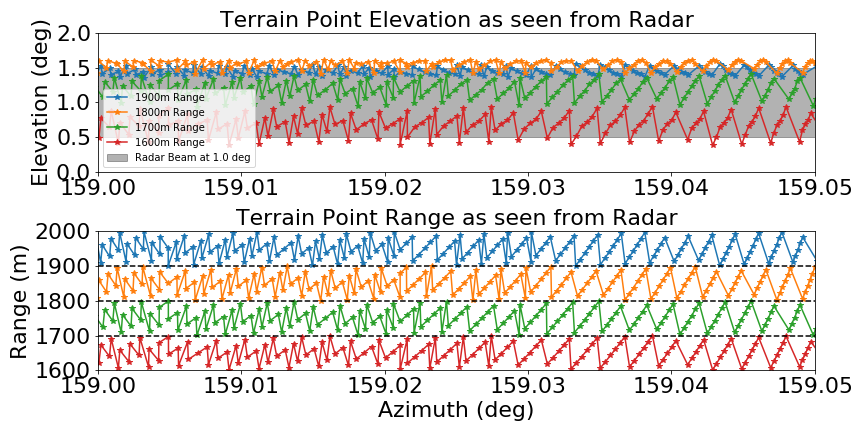 Terrain Point Elevation as seen from Radar
Elevation (deg)
2.0
1.5
1.0
0.5
0.0
1900m Range
1800m Range
1700m Range
1600m Range
Radar Beam at 1.0 deg
159.00 159.01 159.02 159.03 159.04 159.05
Terrain Point Range as seen from Radar
Range (m)
2000
1900
1800
1700
1600
159.00 159.01 159.02 159.03 159.04 159.05
Azimuth (deg)